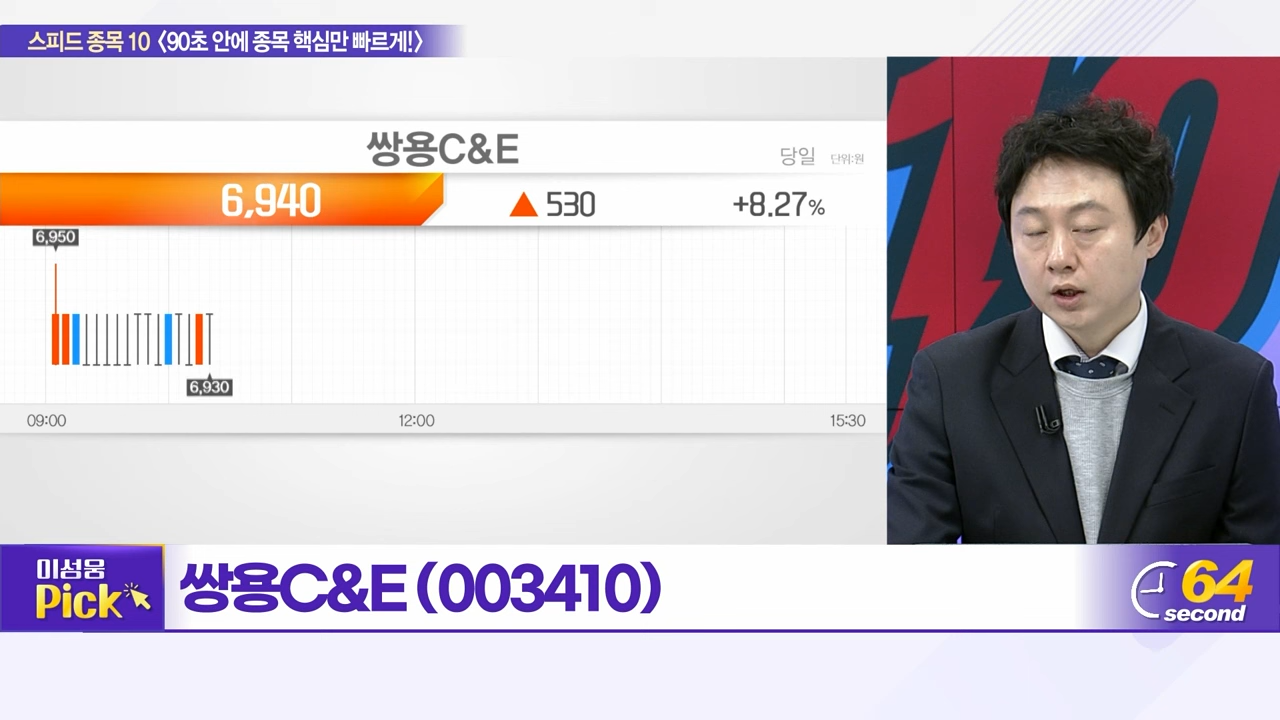 스피드 종목 10 〈90초 안에 종목 핵심만 빠르게!〉
쌍용C&E
당일 단위:원
6,940 ▲ 530 +8.27%
6,950
6,930
09:00 12:00 15:30
이성웅
Pick
쌍용C&E (003410)
64
second